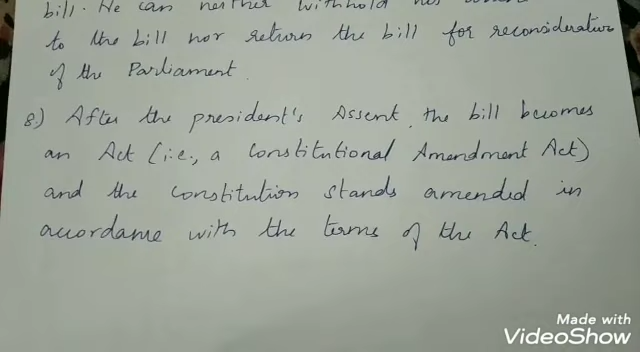 bill. He can neither withhold his
to the bill nor return the bill for reconsideration
of the Parliament
8.) After the president's Assent, the bill becomes
an Act (i.e., a Constitutional Amendment Act)
and the constitution stands amended in
accordance with the terms of the Act.
Made with
VideoShow